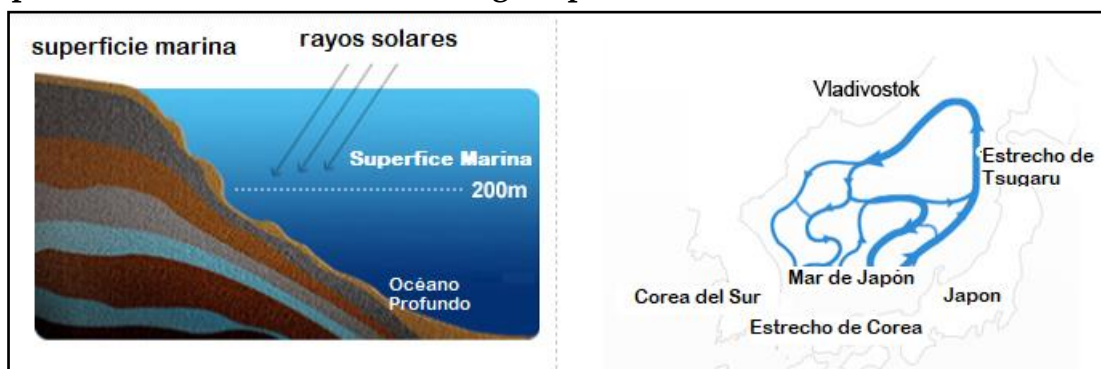 superficie marina
rayos solares
Superfice Marina
200m
Océano
Profundo
Vladivostok
Estrecho de
Tsugaru
Mar de Japón
Corea del Sur
Japon
Estrecho de Corea